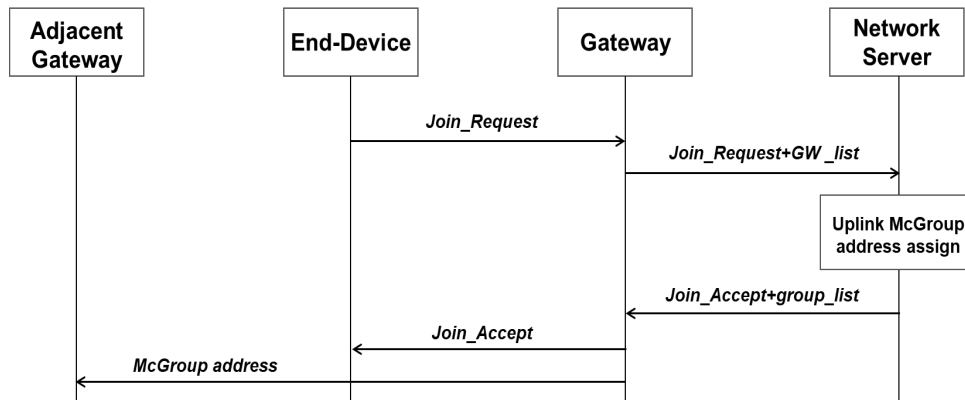 Adjacent
Gateway
End-Device
Gateway
Network
Server
Join_Request
Join_Request+GW _list
Uplink McGroup
address assign
Join_Accept+group_list
Join_Accept
McGroup address